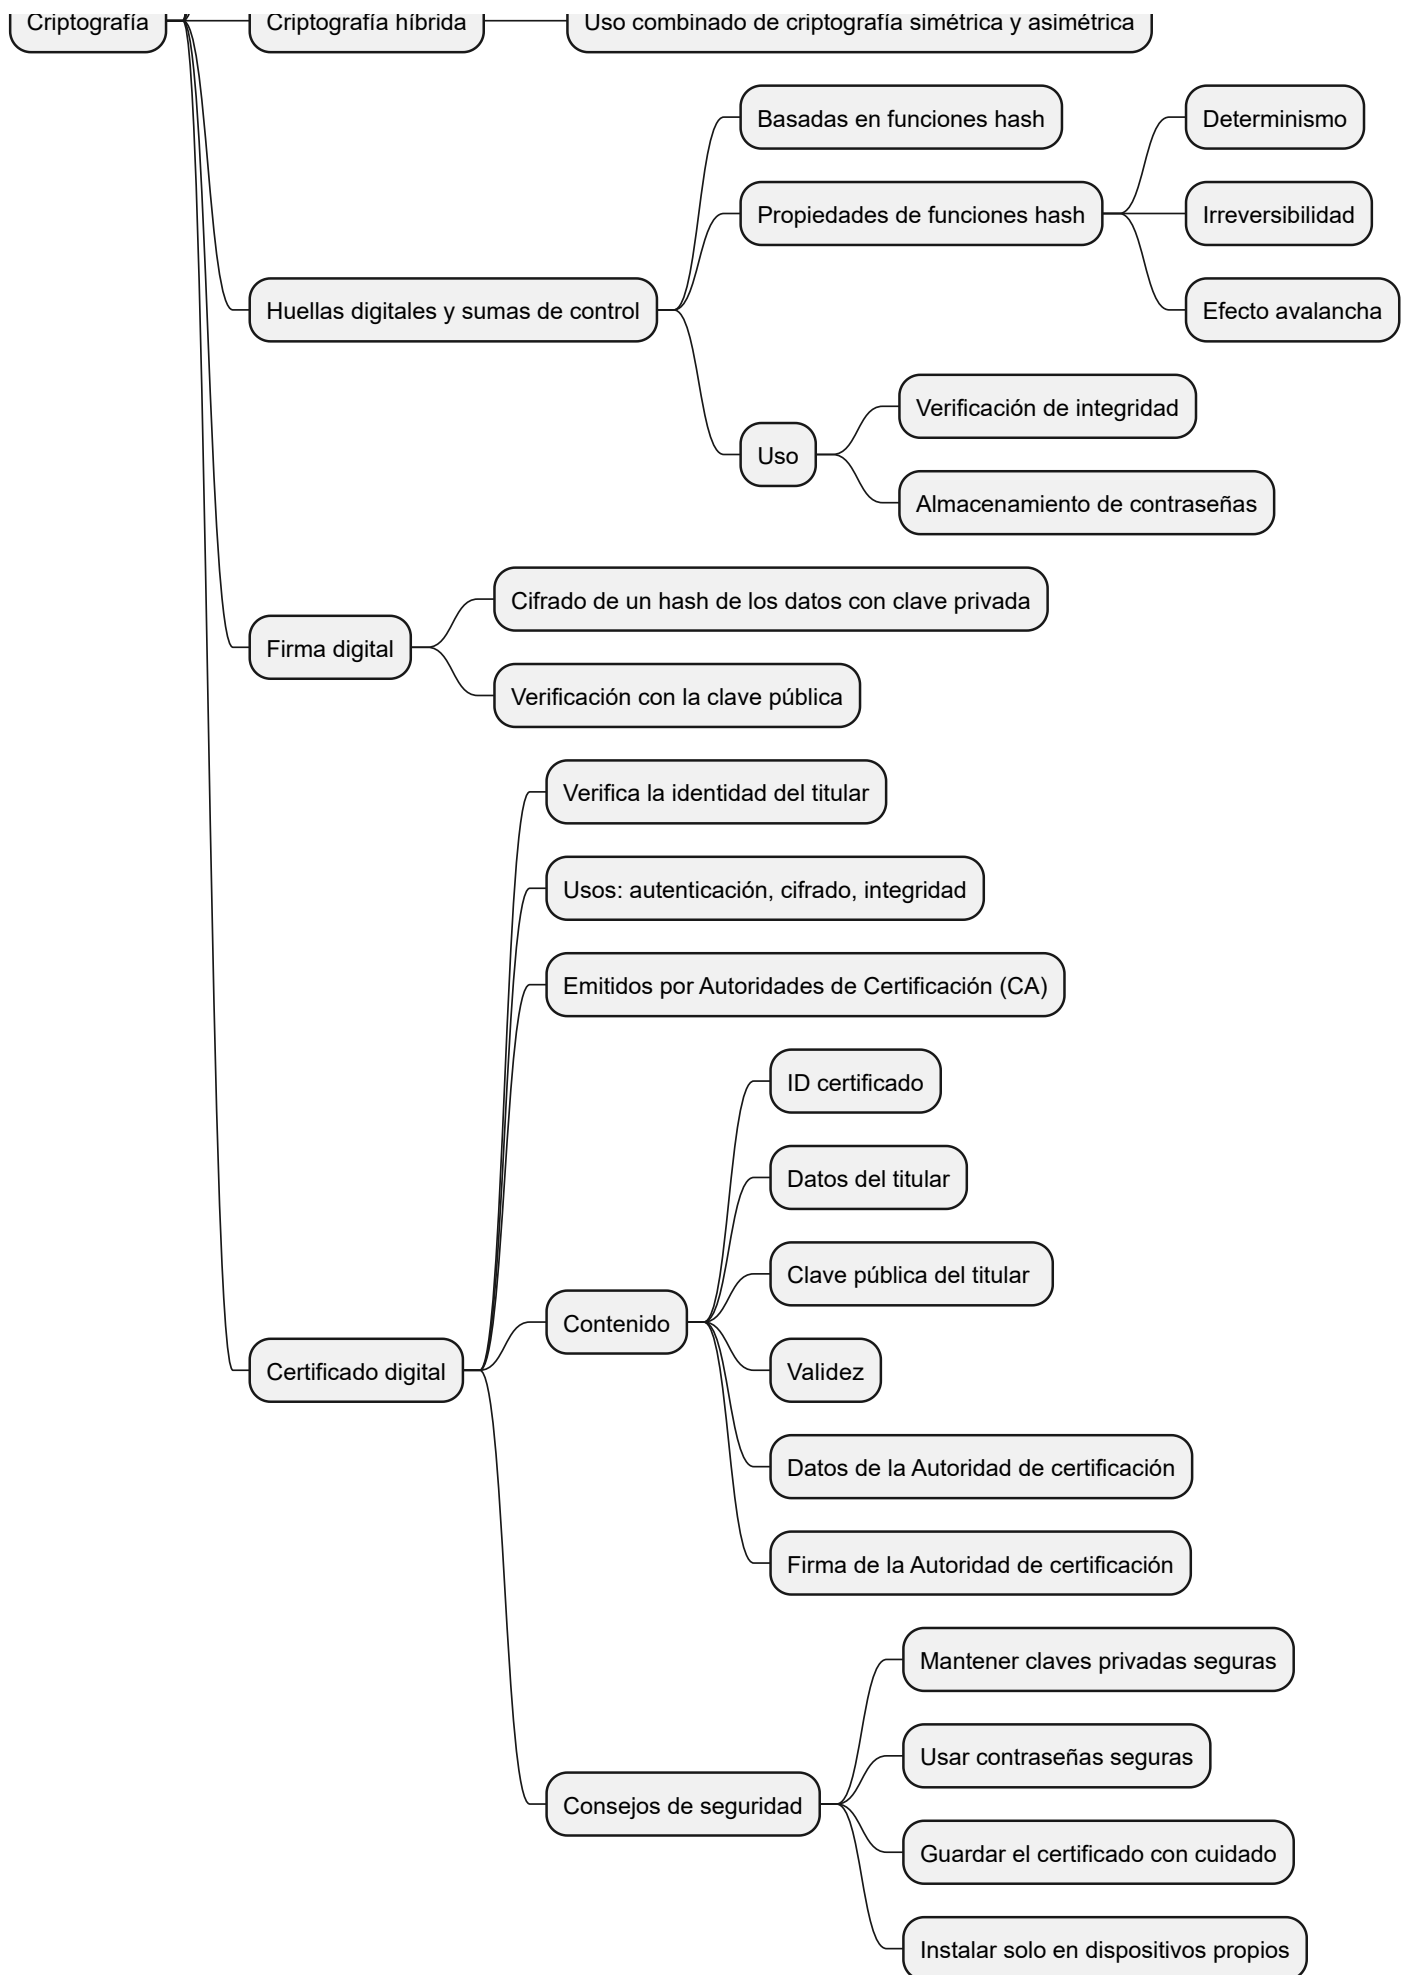 Criptografía
Criptografía híbrida
Uso combinado de criptografía simétrica y asimétrica
Huellas digitales y sumas de control
Basadas en funciones hash
Propiedades de funciones hash
Determinismo
Irreversibilidad
Efecto avalancha
Uso
Verificación de integridad
Almacenamiento de contraseñas
Firma digital
Cifrado de un hash de los datos con clave privada
Verificación con la clave pública
Certificado digital
Verifica la identidad del titular
Usos: autenticación, cifrado, integridad
Emitidos por Autoridades de Certificación (CA)
Contenido
ID certificado
Datos del titular
Clave pública del titular
Validez
Datos de la Autoridad de certificación
Firma de la Autoridad de certificación
Consejos de seguridad
Mantener claves privadas seguras
Usar contraseñas seguras
Guardar el certificado con cuidado
Instalar solo en dispositivos propios